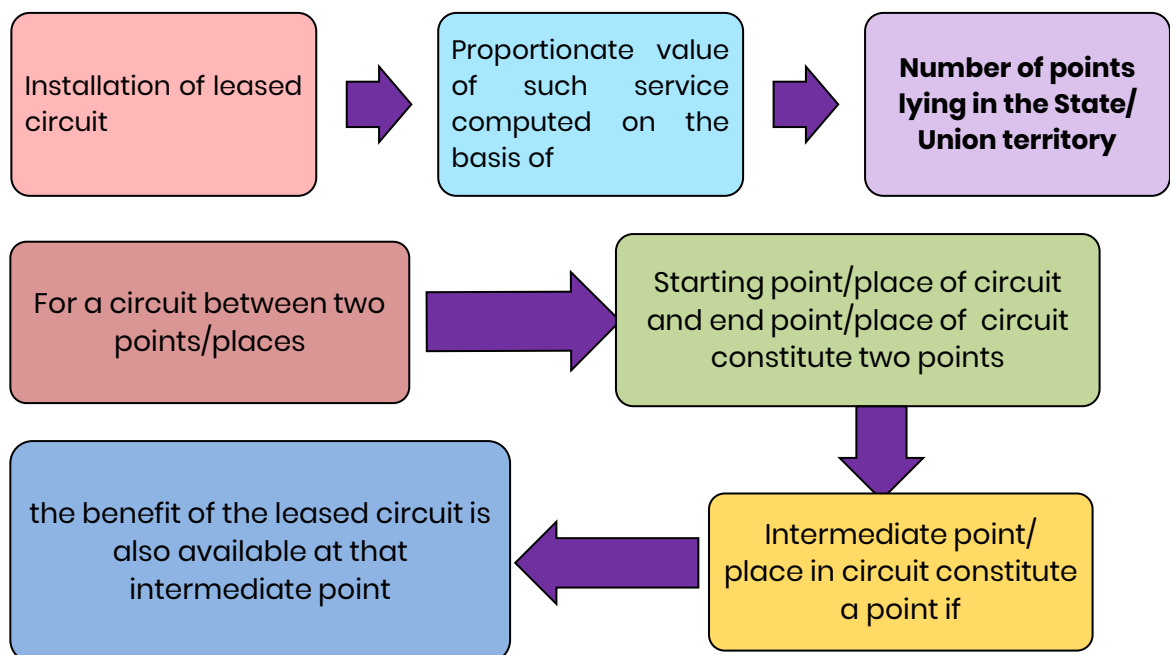 Installation of leased
circuit
Proportionate value
of such service
computed on the
basis of
Number of points
lying in the State/
Union territory
For a circuit between two
points/places
Starting point/place of circuit
and end point/place of circuit
constitute two points
Intermediate point/
place in circuit constitute
a point if
the benefit of the leased circuit is
also available at that
intermediate point